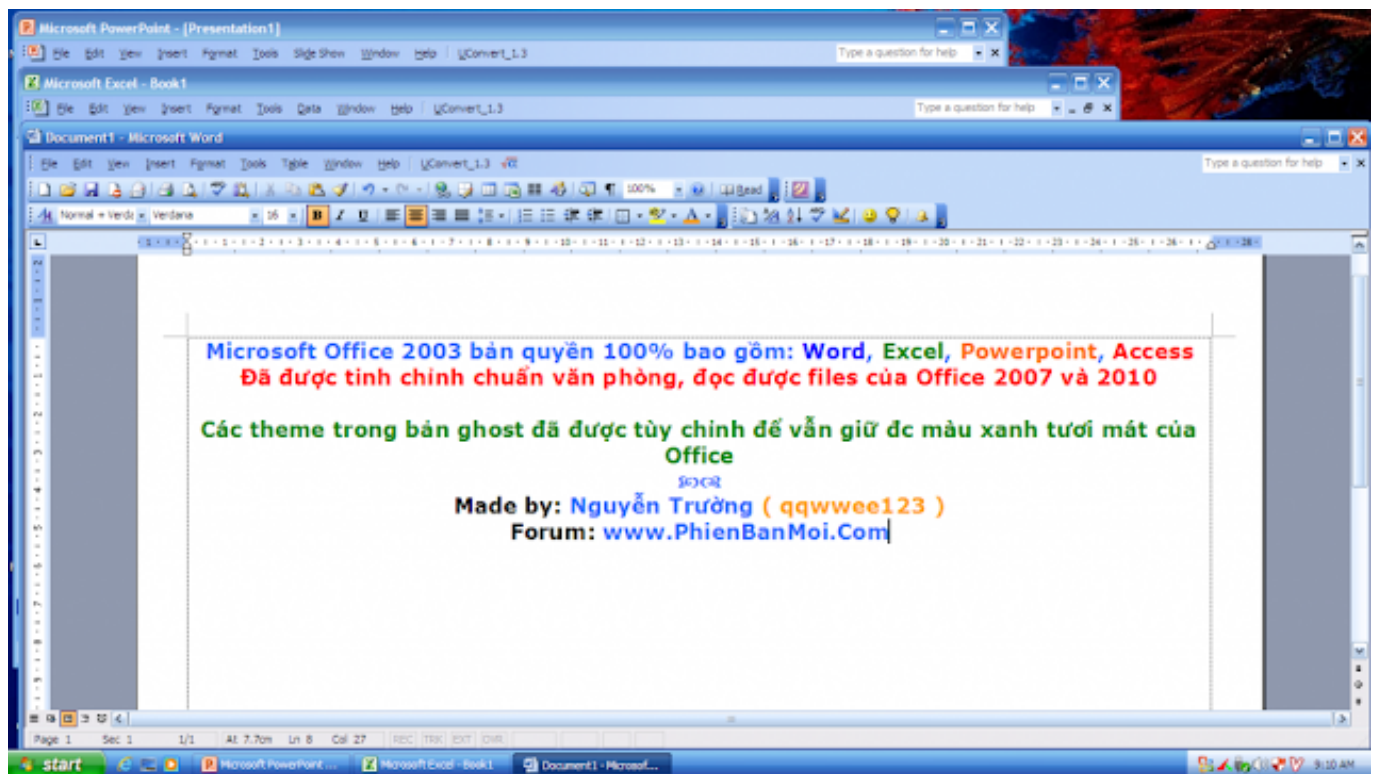 Microsoft PowerPoint - [Presentation1]
File Edit View Insert Format Tools Slide Show Window Help UConvert_1.3 Type a question for help
Microsoft Excel - Book1
File Edit View Insert Format Tools Data Window Help UConvert_1.3 Type a question for help
Document1 - Microsoft Word
File Edit View Insert Format Tools Table Window Help UConvert_1.3 Type a question for help
100% Read
Normal + Verda Verdana 16 B I U
Microsoft Office 2003 bản quyền 100% bao gồm: Word, Excel, Powerpoint, Access
Đã được tinh chỉnh chuẩn văn phòng, đọc được files của Office 2007 và 2010
Các theme trong bản ghost đã được tùy chỉnh để vẫn giữ đc màu xanh tươi mát của
Office
Made by: Nguyễn Trường ( qqwwee123 )
Forum: www.PhienBanMoi.Com
Page 1 Sec 1 1/1 At 7.7cm Ln 8 Col 27 REC TRK EXT OVR
start Microsoft PowerPoint ... Microsoft Excel - Book1 Document1 - Microsof... 9:10 AM